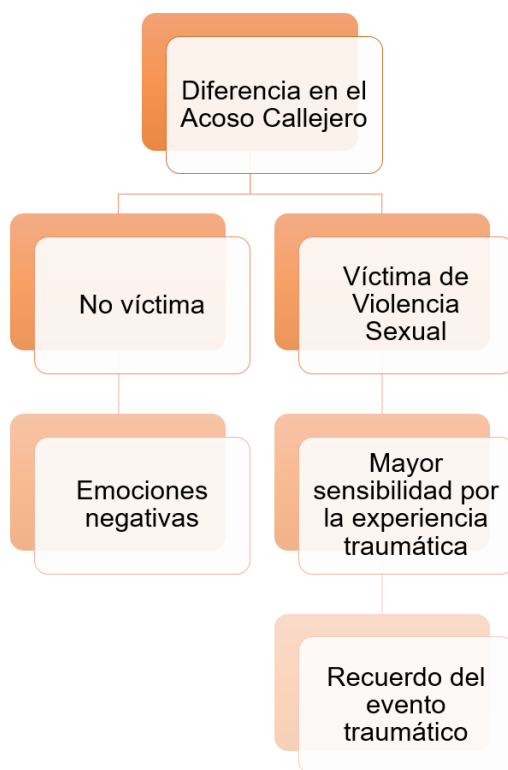 Diferencia en el
Acoso Callejero
No víctima
Víctima de
Violencia
Sexual
Emociones
negativas
Mayor
sensibilidad por
la experiencia
traumática
Recuerdo del
evento
traumático